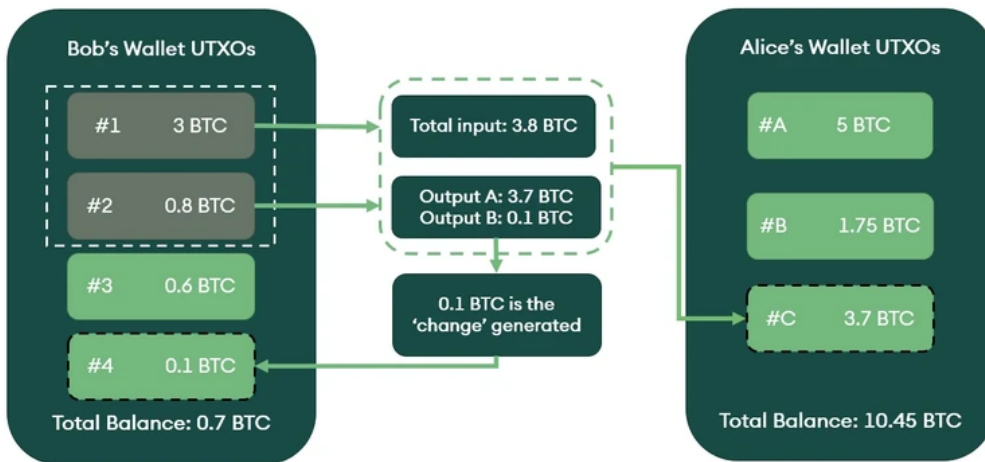 Bob's Wallet UTXOs
#1 3 BTC
#2 0.8 BTC
#3 0.6 BTC
#4 0.1 BTC
Total Balance: 0.7 BTC
Total input: 3.8 BTC
Output A: 3.7 BTC
Output B: 0.1 BTC
0.1 BTC is the
‘change’ generated
Alice's Wallet UTXOs
#A 5 BTC
#B 1.75 BTC
#C 3.7 BTC
Total Balance: 10.45 BTC